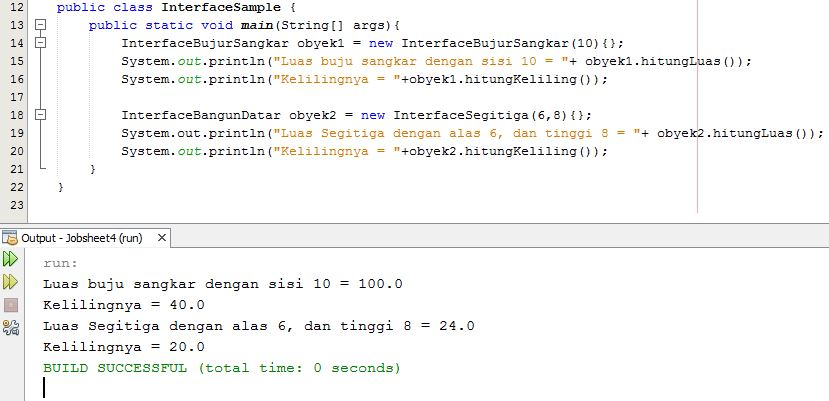 12 public class InterfaceSample {
13     public static void main(String[] args){
14         InterfaceBujurSangkar obyek1 = new InterfaceBujurSangkar(10){};
15         System.out.println("Luas buju sangkar dengan sisi 10 = "+ obyek1.hitungLuas());
16         System.out.println("Kelilingnya = "+obyek1.hitungKeliling());
17
18         InterfaceBangunDatar obyek2 = new InterfaceSegitiga(6,8){};
19         System.out.println("Luas Segitiga dengan alas 6, dan tinggi 8 = "+ obyek2.hitungLuas());
20         System.out.println("Kelilingnya = "+obyek2.hitungKeliling());
21     }
22 }
23
Output - Jobsheet4 (run)
run:
Luas buju sangkar dengan sisi 10 = 100.0
Kelilingnya = 40.0
Luas Segitiga dengan alas 6, dan tinggi 8 = 24.0
Kelilingnya = 20.0
BUILD SUCCESSFUL (total time: 0 seconds)